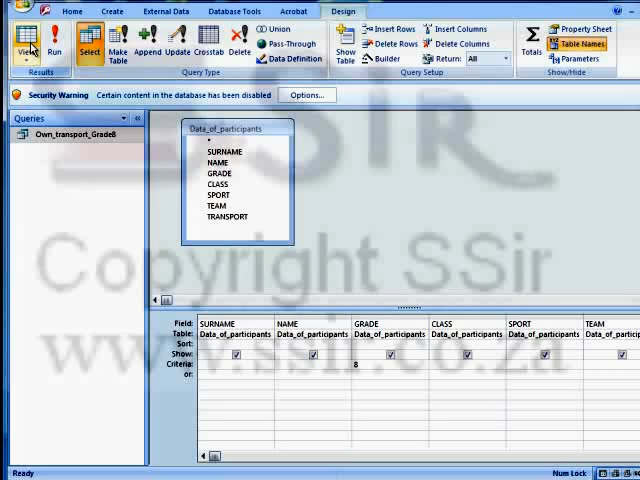 Home Create External Data Database Tools Acrobat Design
View Run Select Make Table Append Update Crosstab Delete
Union
Pass-Through
Data Definition
Show Table
Insert Rows
Delete Rows
Builder
Insert Columns
Delete Columns
Return: All
Totals
Property Sheet
Table Names
Parameters
Results Query Type Query Setup Show/Hide
Security Warning Certain content in the database has been disabled Options...
Queries
Own_transport_Grade8
Data_of_participants
*
SURNAME
NAME
GRADE
CLASS
SPORT
TEAM
TRANSPORT
SSir
Copyright SSir
www.ssir.co.za
Field: SURNAME NAME GRADE CLASS SPORT TEAM
Table: Data_of_participants Data_of_participants Data_of_participants Data_of_participants Data_of_participants Data_of_participants
Sort:
Show:
Criteria: 8
or:
Ready Num Lock